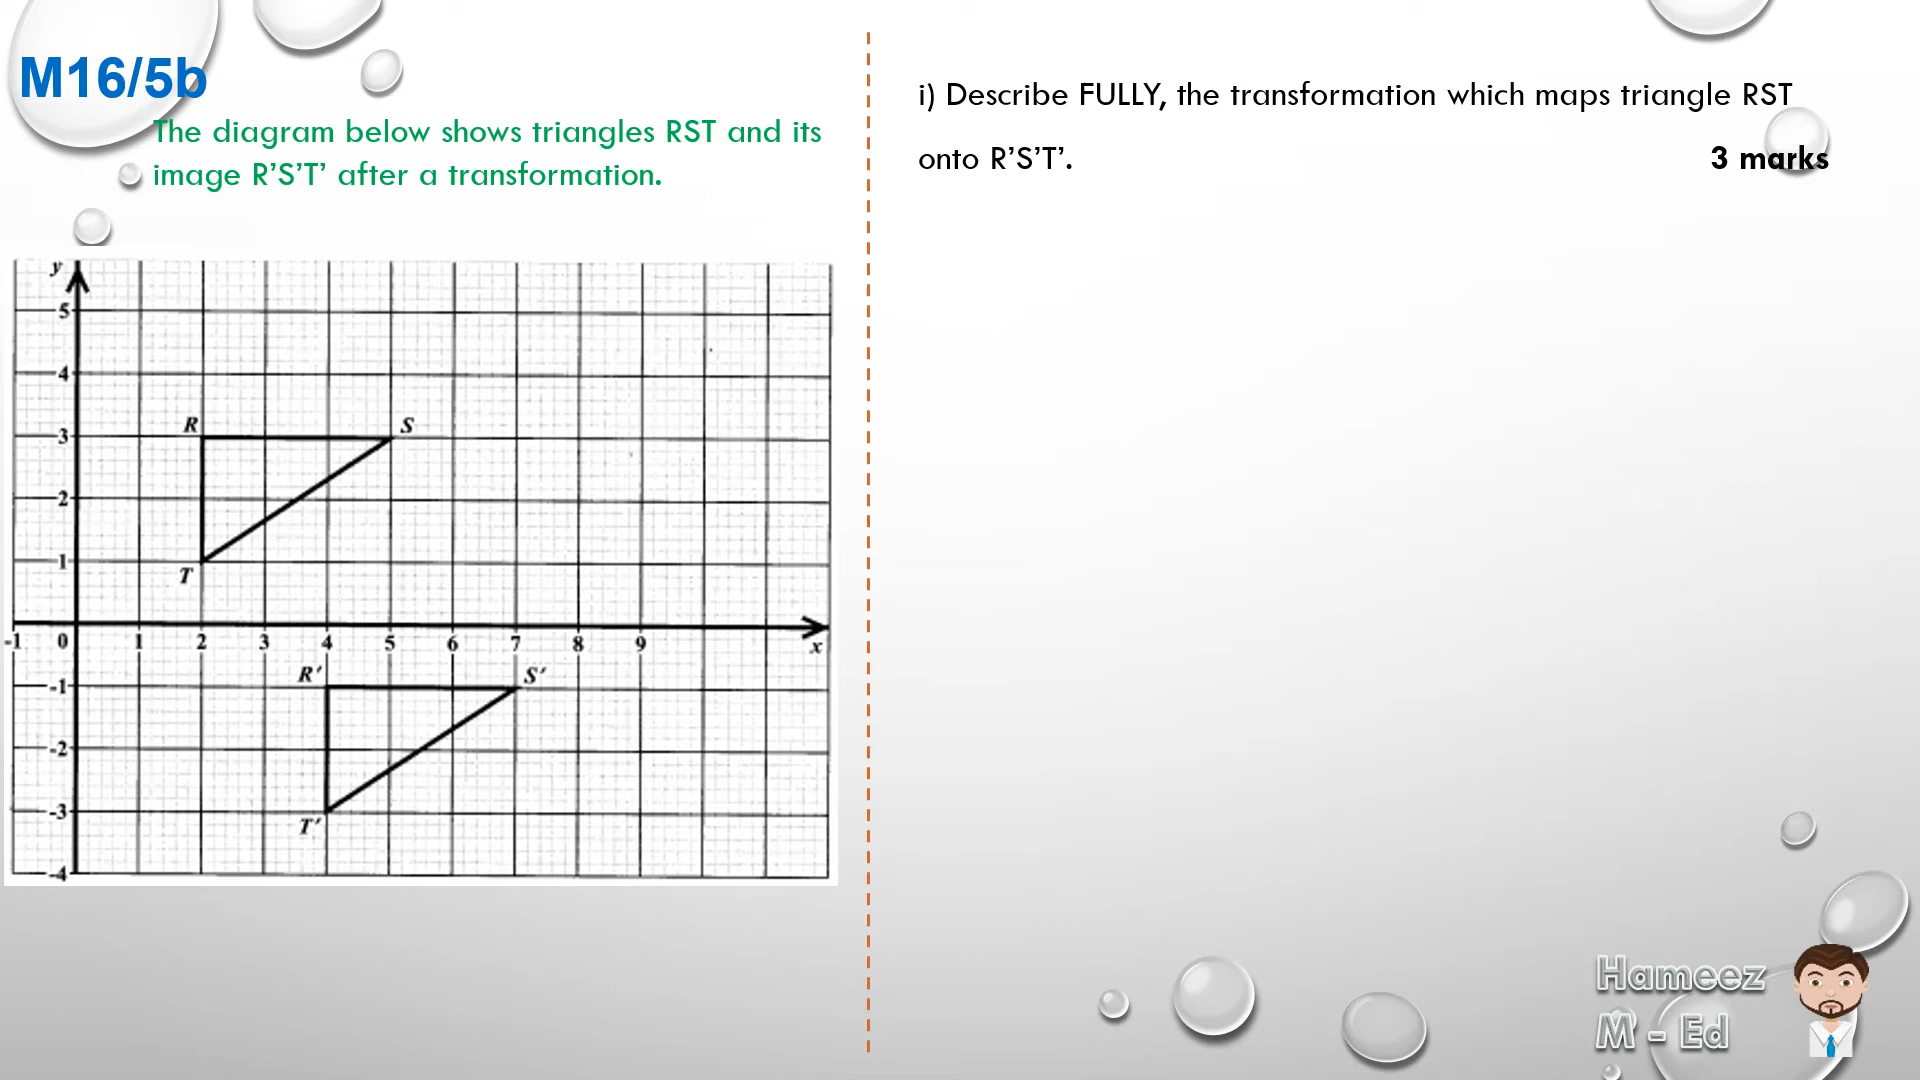 M16/5b
The diagram below shows triangles RST and its
image R’S’T’ after a transformation.
y
5
4
R
S
3
2
1
T
-1 0 1 2 3 4 5 6 7 8 9 x
R′
S′
-1
-2
-3
T′
-4
i) Describe FULLY, the transformation which maps triangle RST
onto R’S’T’.
3 marks
Hameez
M - Ed